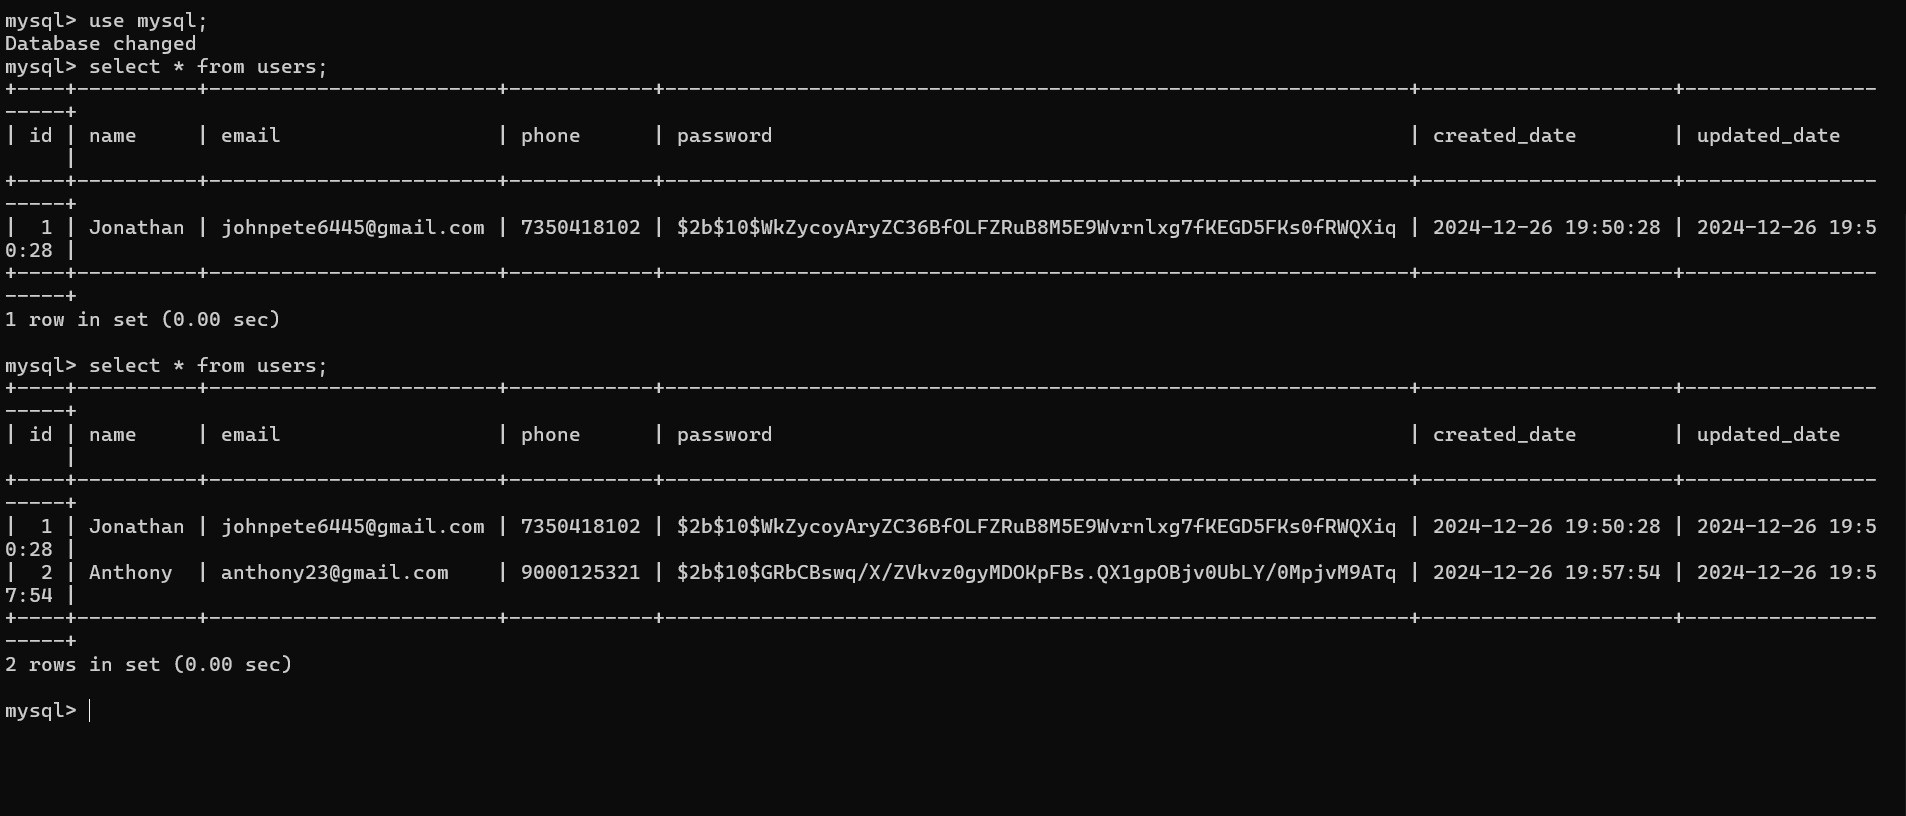 mysql> use mysql;
Database changed
mysql> select * from users;
+----+----------+------------------------+------------+--------------------------------------------------------------+---------------------+----------------
-----+
| id | name     | email                  | phone      | password                                                     | created_date        | updated_date
     |
+----+----------+------------------------+------------+--------------------------------------------------------------+---------------------+----------------
-----+
|  1 | Jonathan | johnpete6445@gmail.com | 7350418102 | $2b$10$WkZycoyAryZC36BfOLFZRuB8M5E9Wvrnlxg7fKEGD5FKs0fRWQXiq | 2024-12-26 19:50:28 | 2024-12-26 19:5
0:28 |
+----+----------+------------------------+------------+--------------------------------------------------------------+---------------------+----------------
-----+
1 row in set (0.00 sec)

mysql> select * from users;
+----+----------+------------------------+------------+--------------------------------------------------------------+---------------------+----------------
-----+
| id | name     | email                  | phone      | password                                                     | created_date        | updated_date
     |
+----+----------+------------------------+------------+--------------------------------------------------------------+---------------------+----------------
-----+
|  1 | Jonathan | johnpete6445@gmail.com | 7350418102 | $2b$10$WkZycoyAryZC36BfOLFZRuB8M5E9Wvrnlxg7fKEGD5FKs0fRWQXiq | 2024-12-26 19:50:28 | 2024-12-26 19:5
0:28 |
|  2 | Anthony  | anthony23@gmail.com    | 9000125321 | $2b$10$GRbCBswq/X/ZVkvz0gyMDOKpFBs.QX1gpOBjv0UbLY/0MpjvM9ATq | 2024-12-26 19:57:54 | 2024-12-26 19:5
7:54 |
+----+----------+------------------------+------------+--------------------------------------------------------------+---------------------+----------------
-----+
2 rows in set (0.00 sec)

mysql>